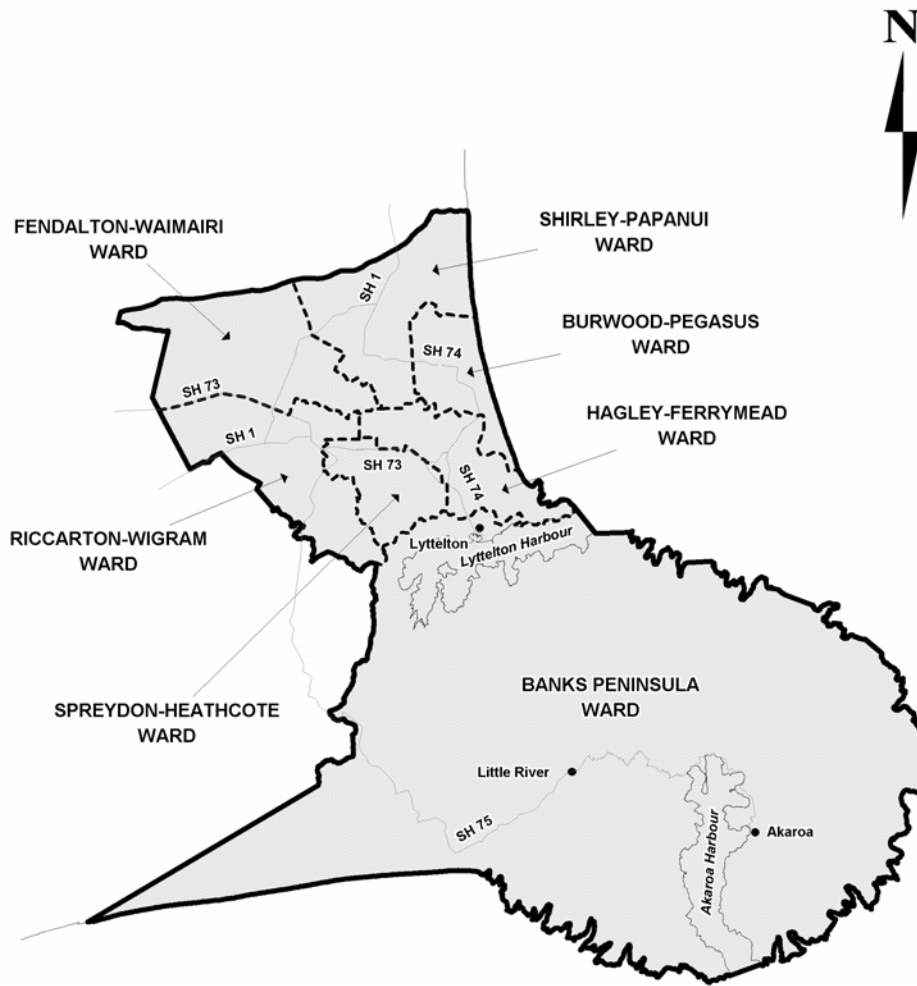 N
FENDALTON-WAIMAIRI
WARD
SHIRLEY-PAPANUI
WARD
SH 1
BURWOOD-PEGASUS
WARD
SH 74
SH 73
HAGLEY-FERRYMEAD
WARD
SH 1
SH 73
SH 74
RICCARTON-WIGRAM
WARD
Lyttelton
Lyttelton Harbour
SPREYDON-HEATHCOTE
WARD
BANKS PENINSULA
WARD
Little River
SH 75
Akaroa
Akaroa Harbour